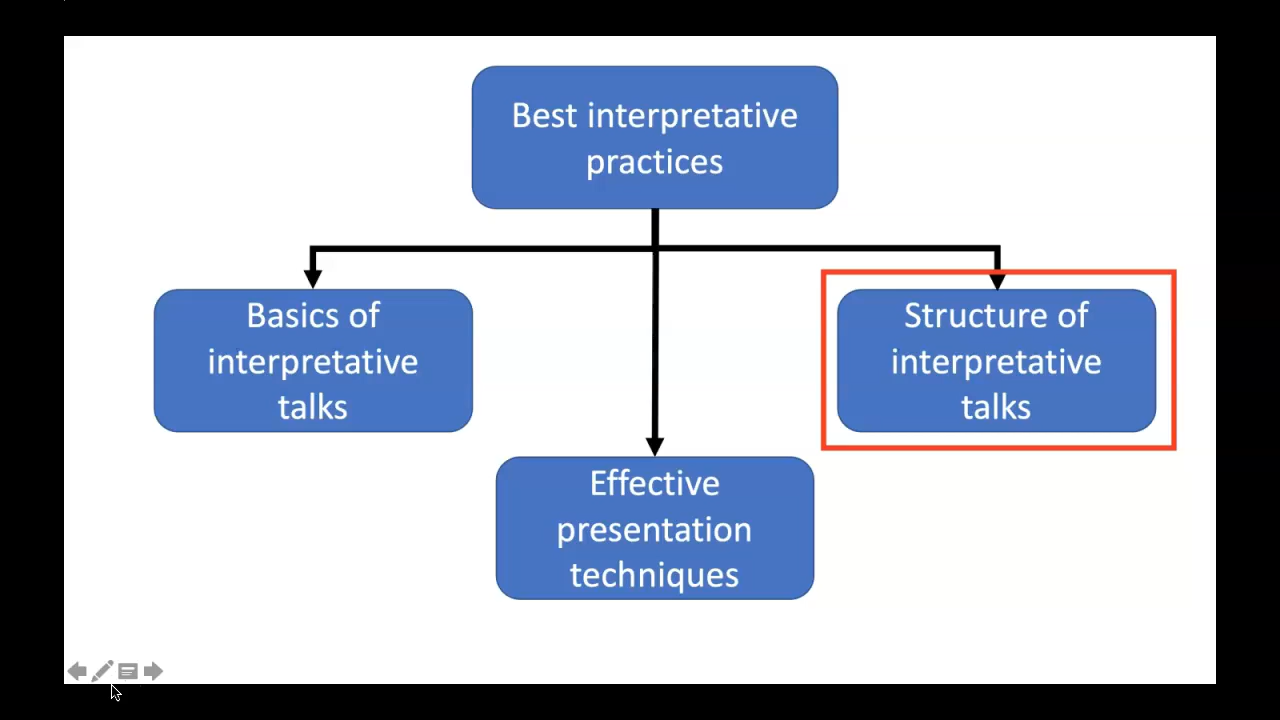 Best interpretative
practices
Basics of
interpretative
talks
Structure of
interpretative
talks
Effective
presentation
techniques